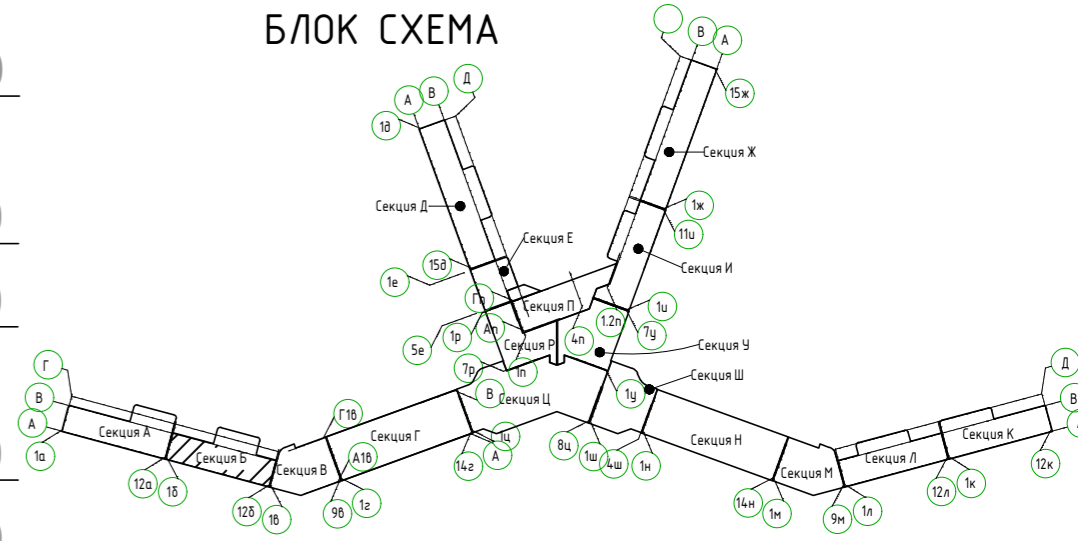 БЛОК СХЕМА
В
А
Д
В
А
1д
15ж
Секция Ж
Секция Д
1ж
11и
Секция Е
15д
1е
Секция И
Гп
Секция П
1.2п
1и
Ап
4п
7у
5е
1р
Секция Р
Секция У
7р
1п
Г
Д
1у
Секция Ш
В
В
Секция Ц
В
А
Г1в
Секция А
Секция Г
1ц
1а
Секция Б
А
8ц
Секция Н
Секция К
Секция В
А1в
14г
1ш
4ш
1н
Секция М
Секция Л
12к
12а
1б
12л
1к
12б
1в
9в
1г
14н
1м
9м
1л